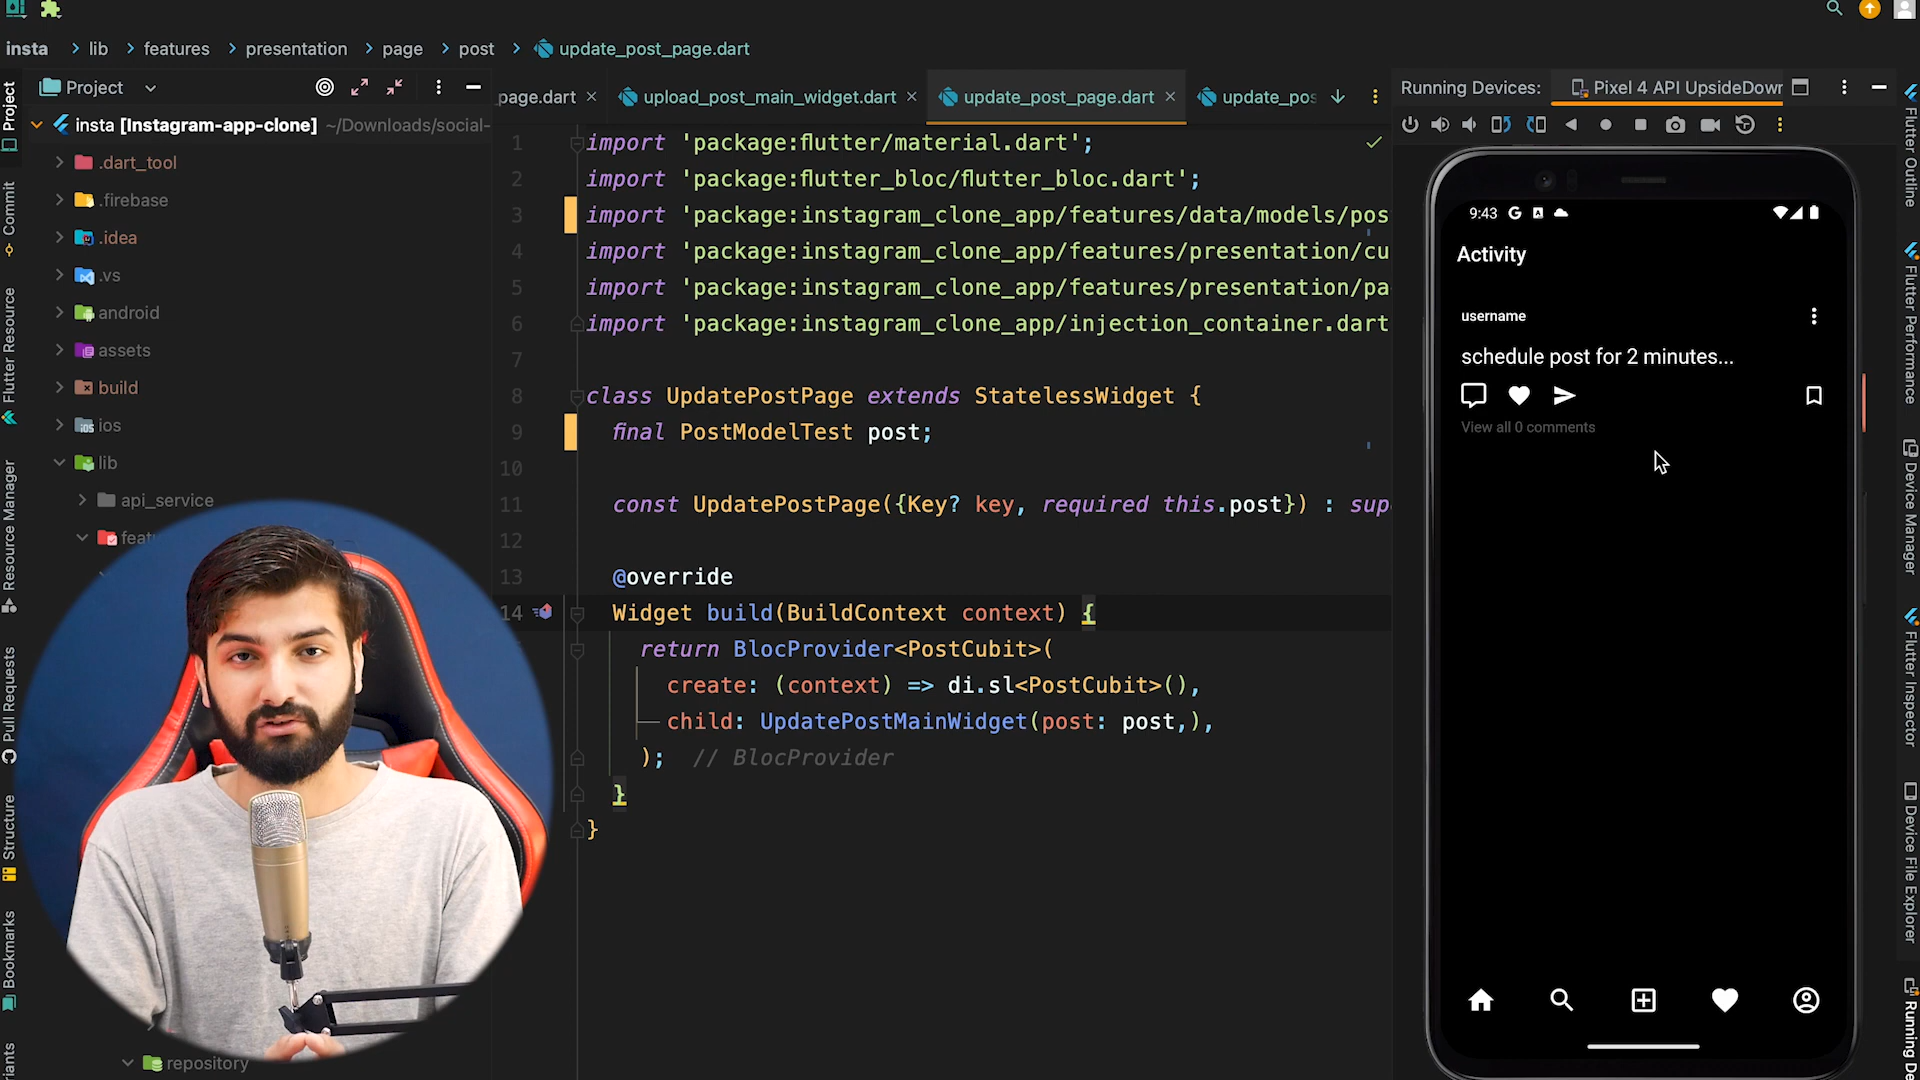 insta > lib > features > presentation > page > post > update_post_page.dart
Project
_page.dart
upload_post_main_widget.dart
update_post_page.dart
update_pos
Running Devices:
Pixel 4 API UpsideDown
insta [Instagram-app-clone] ~/Downloads/social-
.dart_tool
.firebase
.idea
.vs
android
assets
build
ios
lib
api_service
featu
repository
1 import 'package:flutter/material.dart';
2 import 'package:flutter_bloc/flutter_bloc.dart';
3 import 'package:instagram_clone_app/features/data/models/pos
4 import 'package:instagram_clone_app/features/presentation/cu
5 import 'package:instagram_clone_app/features/presentation/pa
6 import 'package:instagram_clone_app/injection_container.dart
7
8 class UpdatePostPage extends StatelessWidget {
9 final PostModelTest post;
10
11 const UpdatePostPage({Key? key, required this.post}) : sup
12
13 @override
14 Widget build(BuildContext context) {
return BlocProvider<PostCubit>(
create: (context) => di.sl<PostCubit>(),
child: UpdatePostMainWidget(post: post,),
); // BlocProvider
}
}
9:43
Activity
username
schedule post for 2 minutes...
View all 0 comments
Project
Commit
Flutter Resource
Resource Manager
Pull Requests
Structure
Bookmarks
iants
Flutter Outline
Flutter Performance
Device Manager
Flutter Inspector
Device File Explorer
Running De